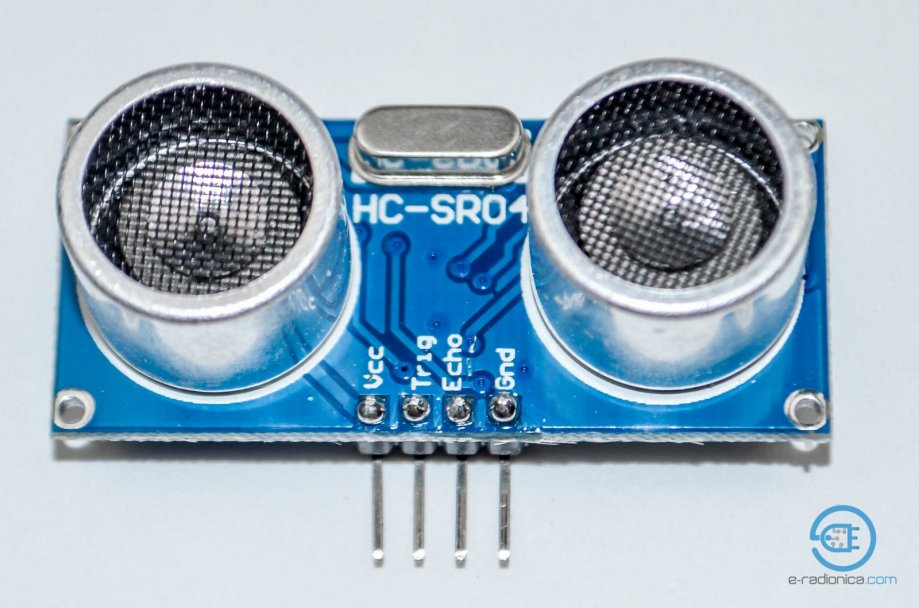 HC-SR04
Vcc
Trig
Echo
Gnd
e-radionica.com